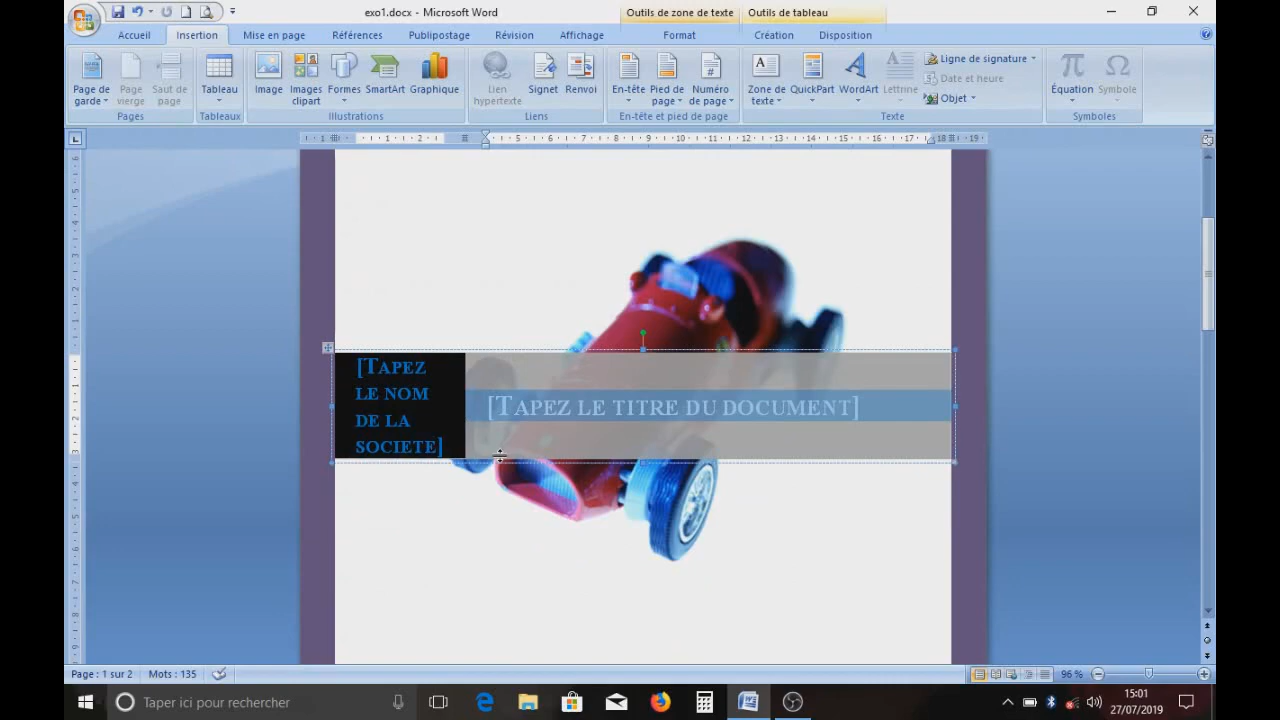 exo1.docx - Microsoft Word
Outils de zone de texte
Outils de tableau
Accueil
Insertion
Mise en page
Références
Publipostage
Révision
Affichage
Format
Création
Disposition
Page de garde
Page vierge
Saut de page
Tableau
Image
Images clipart
Formes
SmartArt
Graphique
Lien hypertexte
Signet
Renvoi
En-tête
Pied de page
Numéro de page
Zone de texte
QuickPart
WordArt
Lettrine
Ligne de signature
Date et heure
Objet
Équation
Symbole
Pages
Tableaux
Illustrations
Liens
En-tête et pied de page
Texte
Symboles
[TAPEZ
LE NOM
DE LA
SOCIETE]
[TAPEZ LE TITRE DU DOCUMENT]
Page : 1 sur 2
Mots : 135
96 %
Taper ici pour rechercher
15:01
27/07/2019